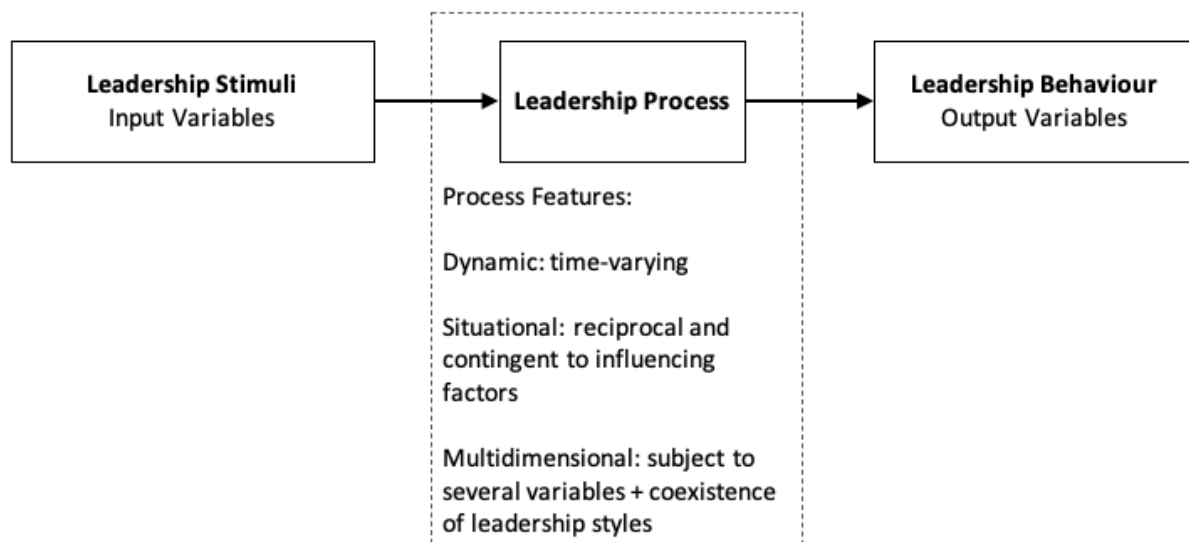 Leadership Stimuli
Input Variables
Leadership Process
Leadership Behaviour
Output Variables
Process Features:
Dynamic: time-varying
Situational: reciprocal and
contingent to influencing
factors
Multidimensional: subject to
several variables + coexistence
of leadership styles